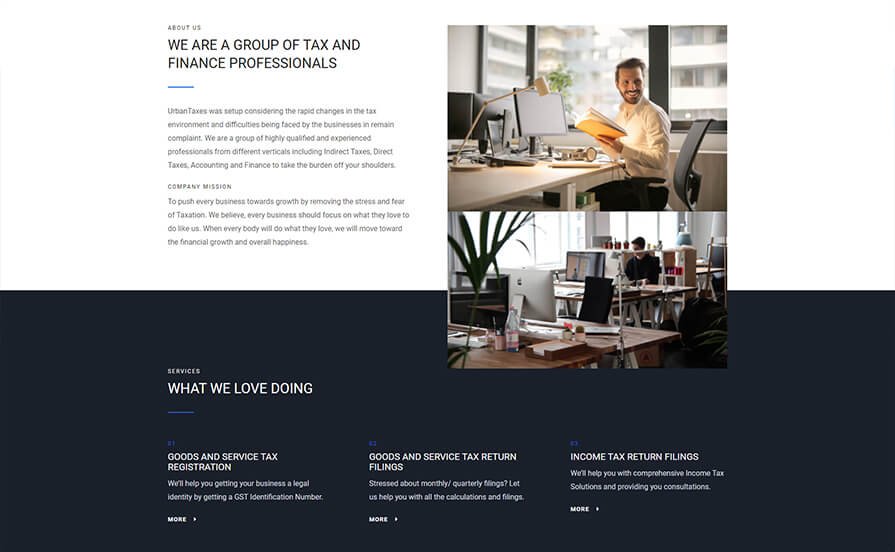 ABOUT US
WE ARE A GROUP OF TAX AND
FINANCE PROFESSIONALS
UrbanTaxes was setup considering the rapid changes in the tax
environment and difficulties being faced by the businesses in remain
complaint. We are a group of highly qualified and experienced
professionals from different verticals including Indirect Taxes, Direct
Taxes, Accounting and Finance to take the burden off your shoulders.
COMPANY MISSION
To push every business towards growth by removing the stress and fear
of Taxation. We believe, every business should focus on what they love to
do like us. When every body will do what they love, we will move toward
the financial growth and overall happiness.
SERVICES
WHAT WE LOVE DOING
01
GOODS AND SERVICE TAX
REGISTRATION
We'll help you getting your business a legal
identity by getting a GST Identification Number.
MORE
02
GOODS AND SERVICE TAX RETURN
FILINGS
Stressed about monthly/ quarterly filings? Let
us help you with all the calculations and filings.
MORE
03
INCOME TAX RETURN FILINGS
We'll help you with comprehensive Income Tax
Solutions and providing you consultations.
MORE